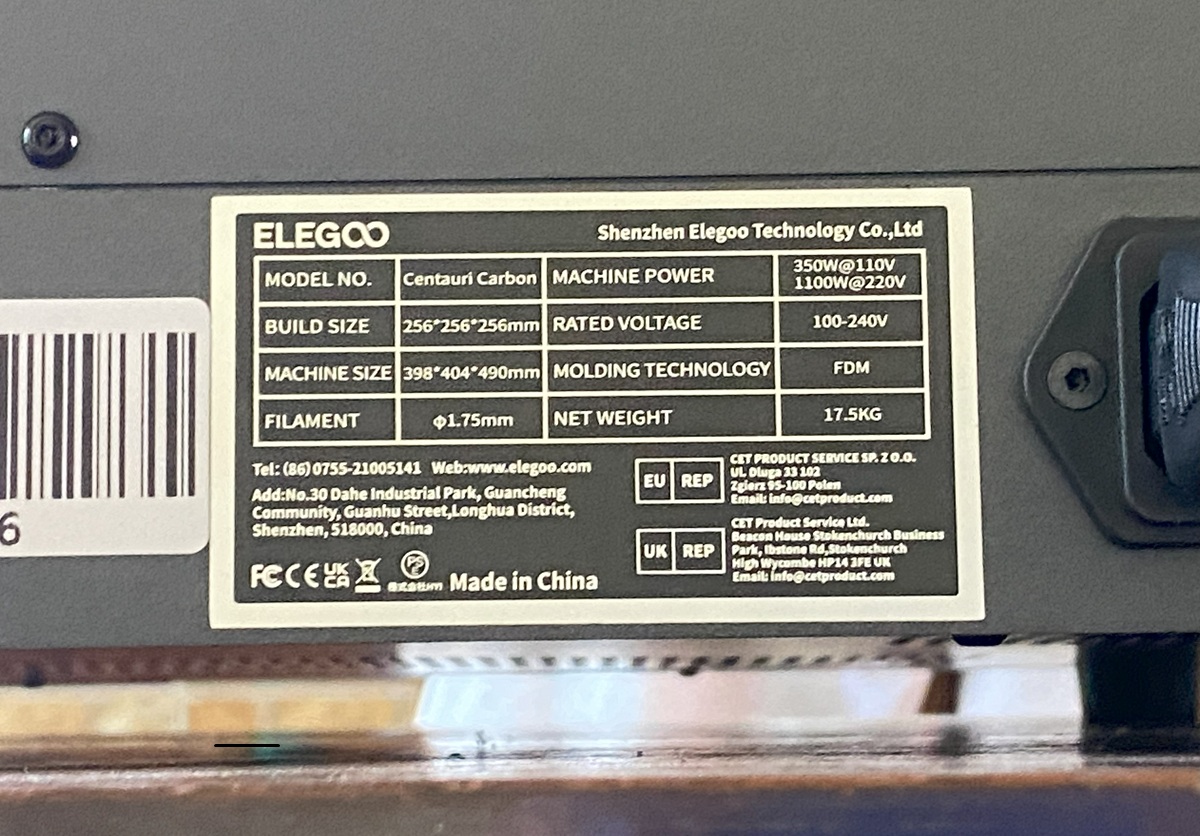 ELEGOO
Shenzhen Elegoo Technology Co.,Ltd
MODEL NO. Centauri Carbon MACHINE POWER 350W@110V
1100W@220V
BUILD SIZE 256*256*256mm RATED VOLTAGE 100-240V
MACHINE SIZE 398*404*490mm MOLDING TECHNOLOGY FDM
FILAMENT Φ1.75mm NET WEIGHT 17.5KG
Tel: (86)0755-21005141 Web:www.elegoo.com
Add:No.30 Dahe Industrial Park, Guancheng
Community, Guanhu Street,Longhua District,
Shenzhen, 518000, China
FC CE UK
CA
PS
E
株式会社
Made in China
EU REP
CET PRODUCT SERVICE SP. Z O.O.
Ul. Dluga 33 102
Zgierz 95-100 Polen
Email: info@cetproduct.com
UK REP
CET Product Service Ltd.
Beacon House Stokenchurch Business
Park, Ibstone Rd,Stokenchurch
High Wycombe HP14 3FE UK
Email: info@cetproduct.com
6